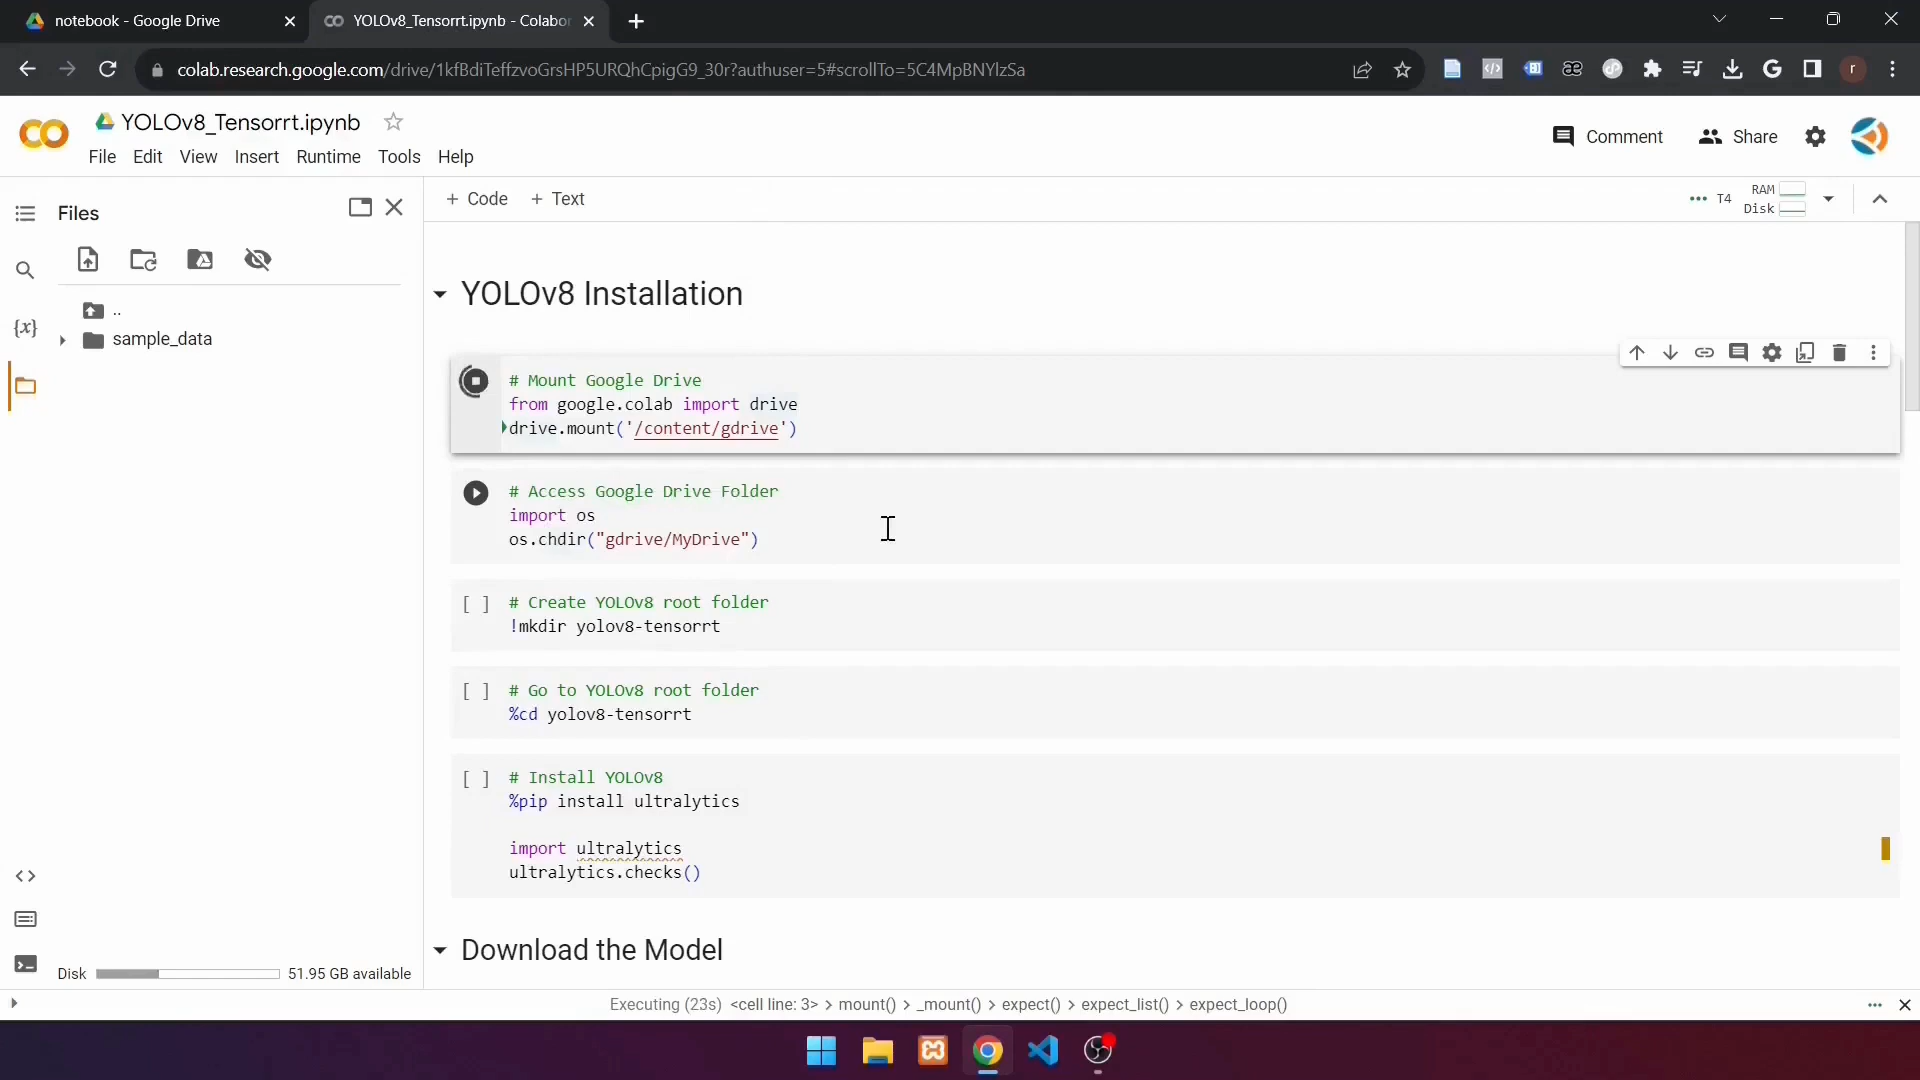 notebook - Google Drive
YOLOv8_Tensorrt.ipynb - Colabor
colab.research.google.com/drive/1kfBdiTeffzvoGrsHP5URQhCpigG9_30r?authuser=5#scrollTo=5C4MpBNYlzSa
r
YOLOv8_Tensorrt.ipynb
File Edit View Insert Runtime Tools Help
Comment
Share
Files
+ Code + Text
T4
RAM
Disk
..
sample_data
YOLOv8 Installation
# Mount Google Drive
from google.colab import drive
drive.mount('/content/gdrive')
# Access Google Drive Folder
import os
os.chdir("gdrive/MyDrive")
[ ] # Create YOLOv8 root folder
!mkdir yolov8-tensorrt
[ ] # Go to YOLOv8 root folder
%cd yolov8-tensorrt
[ ] # Install YOLOv8
%pip install ultralytics
import ultralytics
ultralytics.checks()
Download the Model
Disk 51.95 GB available
Executing (23s) <cell line: 3> > mount() > _mount() > expect() > expect_list() > expect_loop()